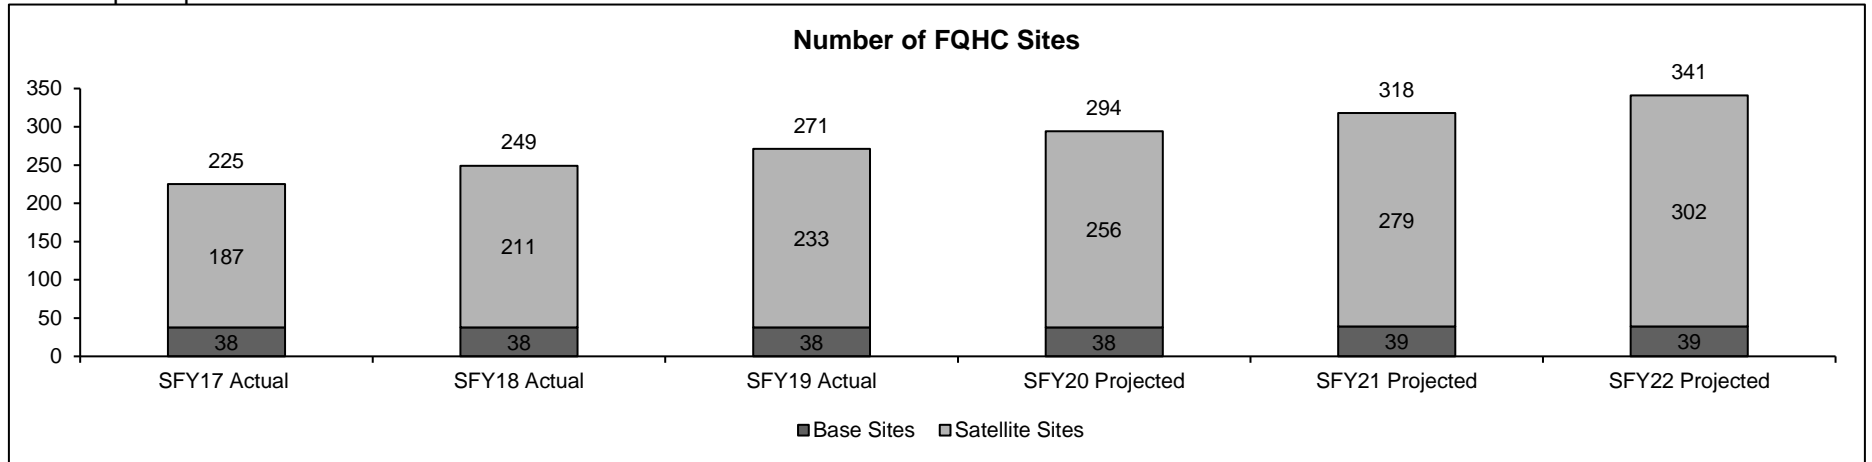 Number of FQHC Sites
341
350 318
294
300 271
249
250 225
200
150 187 211 233 256 279 302
100
50
0 38 38 38 38 39 39
SFY17 Actual SFY18 Actual SFY19 Actual SFY20 Projected SFY21 Projected SFY22 Projected
Base Sites Satellite Sites